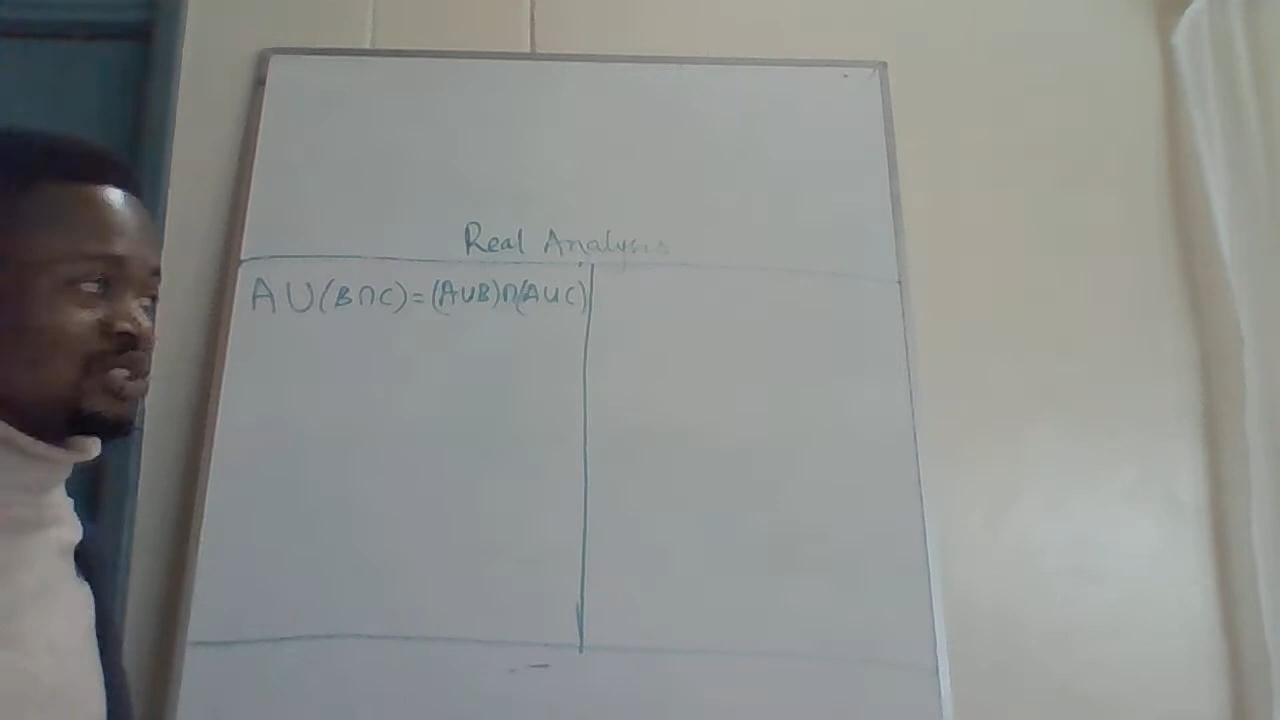 Real Analysis
A U (B ∩ C) = (A U B) ∩ (A U C)